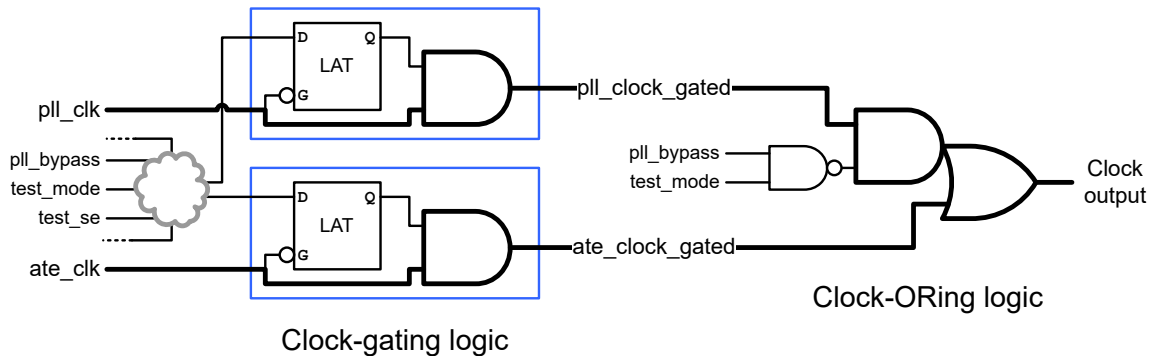 D
Q
LAT
G
pll_clk
pll_clock_gated
pll_bypass
test_mode
test_se
pll_bypass
test_mode
Clock
output
D
Q
LAT
G
ate_clk
ate_clock_gated
Clock-ORing logic
Clock-gating logic